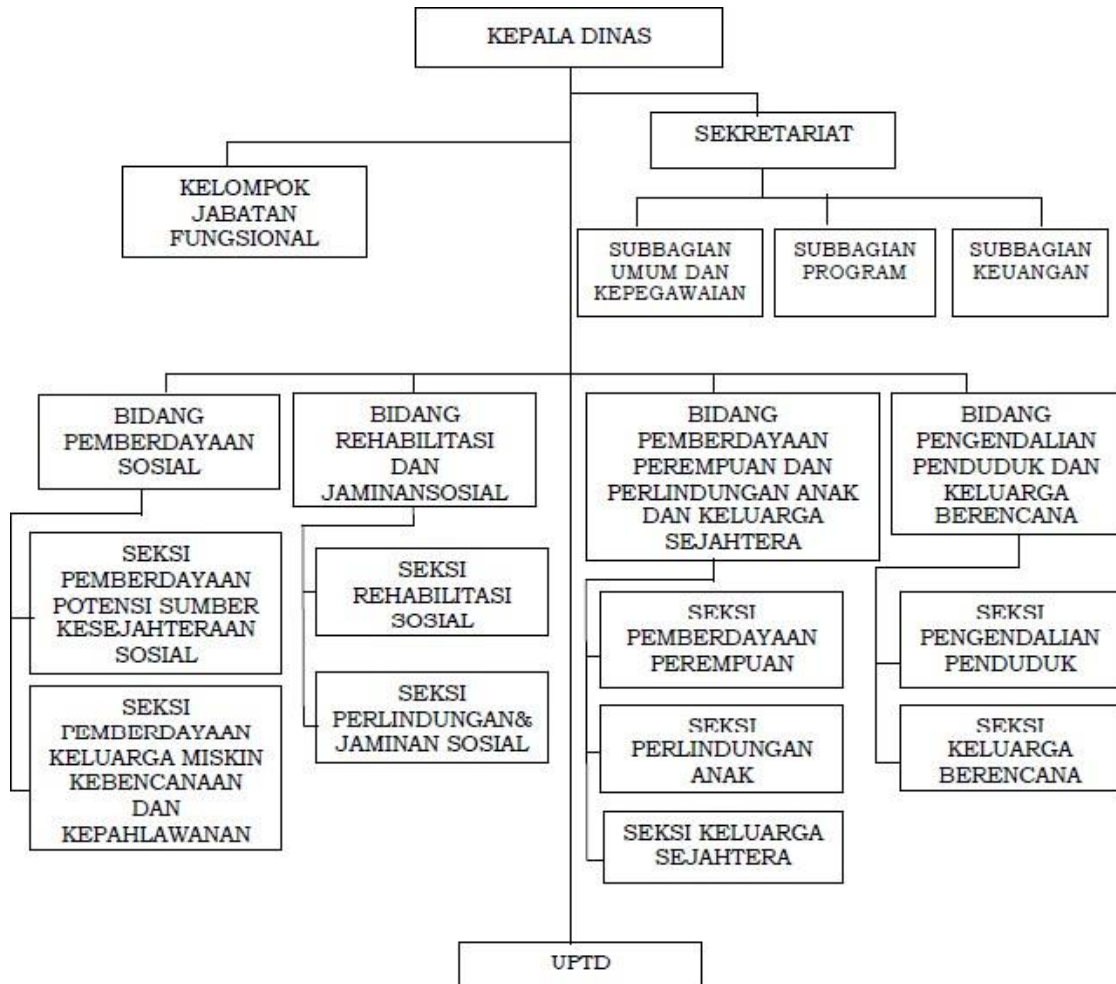 KEPALA DINAS
SEKRETARIAT
KELOMPOK
JABATAN
FUNGSIONAL
SUBBAGIAN
UMUM DAN
KEPEGAWAIAN
SUBBAGIAN
PROGRAM
SUBBAGIAN
KEUANGAN
BIDANG
PEMBERDAYAAN
SOSIAL
BIDANG
REHABILITASI
DAN
JAMINANSOSIAL
BIDANG
PEMBERDAYAAN
PEREMPUAN DAN
PERLINDUNGAN ANAK
DAN KELUARGA
SEJAHTERA
BIDANG
PENGENDALIAN
PENDUDUK DAN
KELUARGA
BERENCANA
SEKSI
PEMBERDAYAAN
POTENSI SUMBER
KESEJAHTERAAN
SOSIAL
SEKSI
PEMBERDAYAAN
KELUARGA MISKIN
KEBENCANAAN
DAN
KEPAHLAWANAN
SEKSI
REHABILITASI
SOSIAL
SEKSI
PERLINDUNGAN&
JAMINAN SOSIAL
SEKSI
PEMBERDAYAAN
PEREMPUAN
SEKSI
PERLINDUNGAN
ANAK
SEKSI KELUARGA
SEJAHTERA
SEKSI
PENGENDALIAN
PENDUDUK
SEKSI
KELUARGA
BERENCANA
UPTD